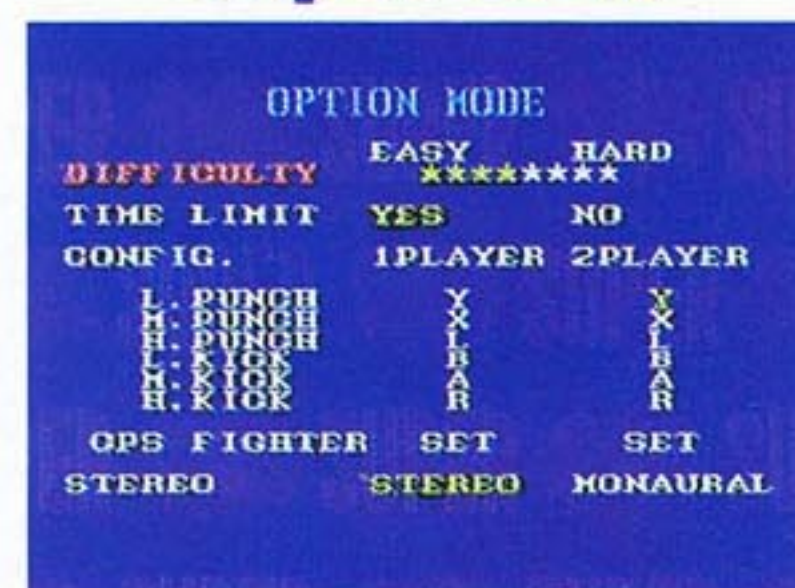 OPTION MODE
EASY HARD
DIFFICULTY ★★★★★★★★
TIME LIMIT YES NO
CONFIG. 1PLAYER 2PLAYER
L.PUNCH Y Y
M.PUNCH X X
H.PUNCH L L
L.KICK B B
M.KICK A A
H.KICK R R
CPS FIGHTER SET SET
STEREO STEREO MONAURAL